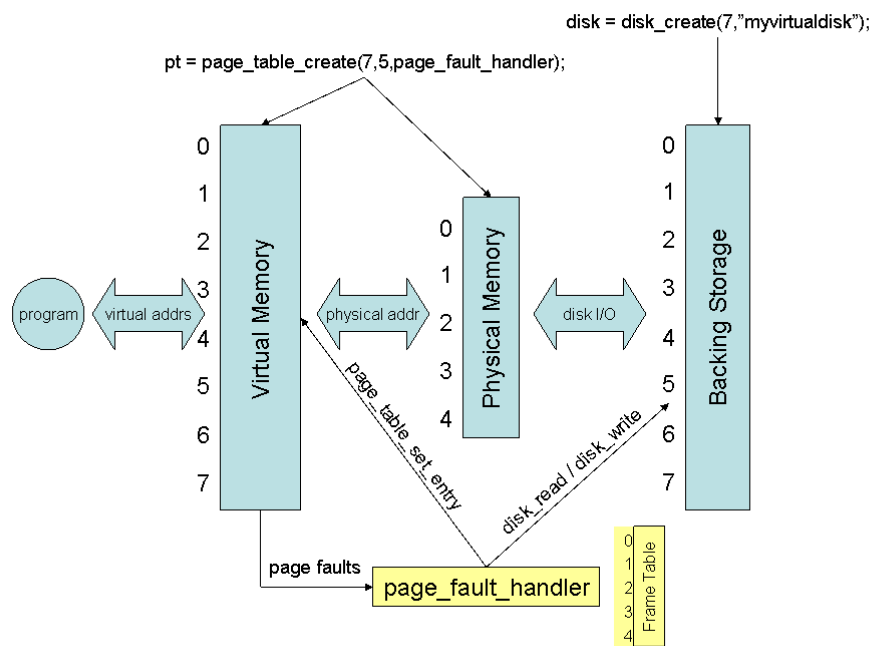 disk = disk_create(7,”myvirtualdisk”);
pt = page_table_create(7,5,page_fault_handler);
0
1
2
3
4
5
6
7
Virtual Memory
0
1
2
3
4
Physical Memory
0
1
2
3
4
5
6
7
Backing Storage
program
virtual addrs
physical addr
disk I/O
page_table_set_entry
disk_read / disk_write
page faults
page_fault_handler
0
1
2
3
4
Frame Table